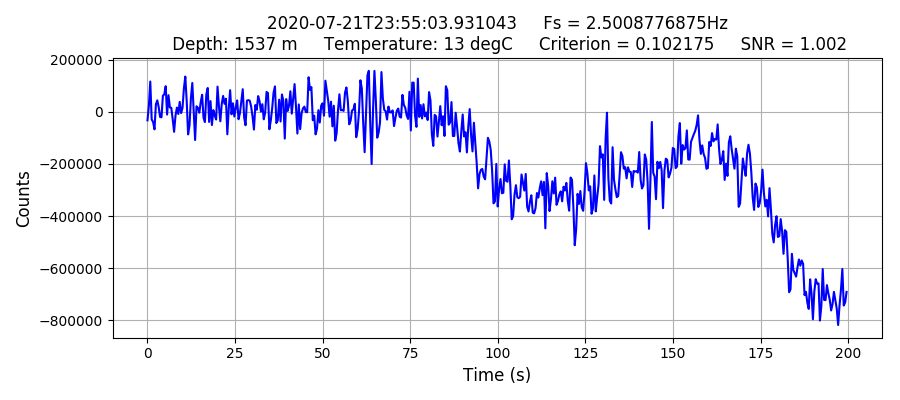 2020-07-21T23:55:03.931043 Fs = 2.5008776875Hz
Depth: 1537 m Temperature: 13 degC Criterion = 0.102175 SNR = 1.002
200000
0
−200000
−400000
−600000
−800000
Counts
0 25 50 75 100 125 150 175 200
Time (s)